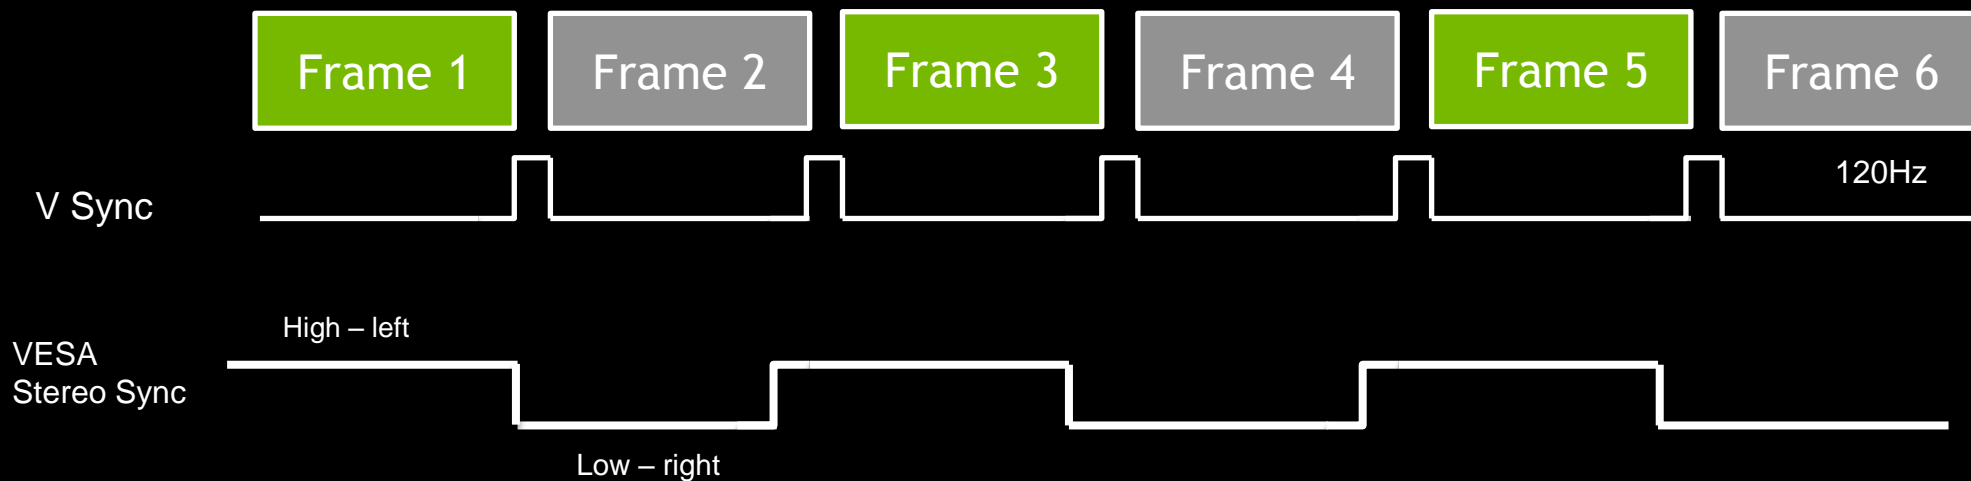 Frame 1
Frame 2
Frame 3
Frame 4
Frame 5
Frame 6
V Sync
120Hz
High – left
VESA
Stereo Sync
Low – right